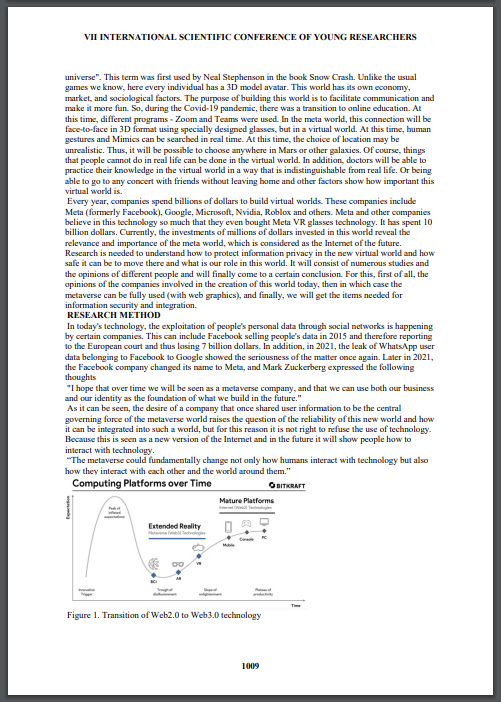 VII INTERNATIONAL SCIENTIFIC CONFERENCE OF YOUNG RESEARCHERS
universe". This term was first used by Neal Stephenson in the book Snow Crash. Unlike the usual
games we know, here every individual has a 3D model avatar. This world has its own economy,
market, and sociological factors. The purpose of building this world is to facilitate communication and
make it more fun. So, during the Covid-19 pandemic, there was a transition to online education. At
this time, different programs - Zoom and Teams were used. In the meta world, this connection will be
face-to-face in 3D format using specially designed glasses, but in a virtual world. At this time, human
gestures and Mimics can be searched in real time. At this time, the choice of location may be
unrealistic. Thus, it will be possible to choose anywhere in Mars or other galaxies. Of course, things
that people cannot do in real life can be done in the virtual world. In addition, doctors will be able to
practice their knowledge in the virtual world in a way that is indistinguishable from real life. Or being
able to go to any concert with friends without leaving home and other factors show how important this
virtual world is.
Every year, companies spend billions of dollars to build virtual worlds. These companies include
Meta (formerly Facebook), Google, Microsoft, Nvidia, Roblox and others. Meta and other companies
believe in this technology so much that they even bought Meta VR glasses technology. It has spent 10
billion dollars. Currently, the investments of millions of dollars invested in this world reveal the
relevance and importance of the meta world, which is considered as the Internet of the future.
Research is needed to understand how to protect information privacy in the new virtual world and how
safe it can be to move there and what is our role in this world. It will consist of numerous studies and
the opinions of different people and will finally come to a certain conclusion. For this, first of all, the
opinions of the companies involved in the creation of this world today, then in which case the
metaverse can be fully used (with web graphics), and finally, we will get the items needed for
information security and integration.
RESEARCH METHOD
In today's technology, the exploitation of people's personal data through social networks is happening
by certain companies. This can include Facebook selling people's data in 2015 and therefore reporting
to the European court and thus losing 7 billion dollars. In addition, in 2021, the leak of WhatsApp user
data belonging to Facebook to Google showed the seriousness of the matter once again. Later in 2021,
the Facebook company changed its name to Meta, and Mark Zuckerberg expressed the following
thoughts
"I hope that over time we will be seen as a metaverse company, and that we can use both our business
and our identity as the foundation of what we build in the future."
As it can be seen, the desire of a company that once shared user information to be the central
governing force of the metaverse world raises the question of the reliability of this new world and how
it can be integrated into such a world, but for this reason it is not right to refuse the use of technology.
Because this is seen as a new version of the Internet and in the future it will show people how to
interact with technology.
“The metaverse could fundamentally change not only how humans interact with technology but also
how they interact with each other and the world around them.”
Computing Platforms over Time
BITKRAFT
Expectation
Peak of
inflated
expectations
Mature Platforms
Internet (Web2) Technologies
Extended Reality
Metaverse (Web3) Technologies
Mobile
Console
PC
VR
AR
BCI
Innovation
Trigger
Trough of
disillusionment
Slope of
enlightenment
Plateau of
productivity
Time
Figure 1. Transition of Web2.0 to Web3.0 technology
1009